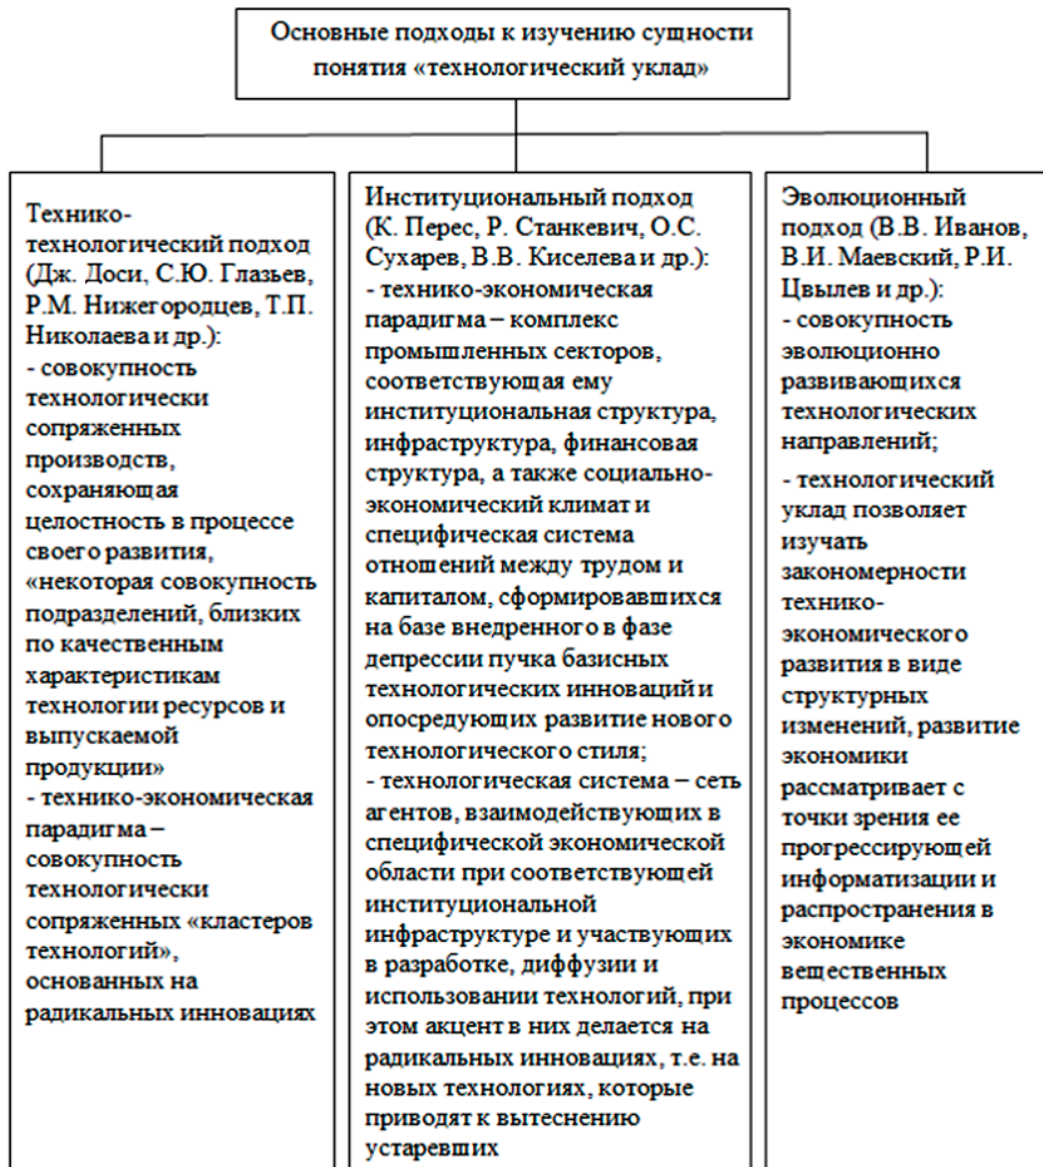 Основные подходы к изучению сущности
понятия «технологический уклад»
Технико-
технологический подход
(Дж. Доси, С.Ю. Глазьев,
Р.М. Нижегородцев, Т.П.
Николаева и др.):
- совокупность
технологически
сопряженных
производств,
сохраняющая
целостность в процессе
своего развития,
«некоторая совокупность
подразделений, близких
по качественным
характеристикам
технологии ресурсов и
выпускаемой
продукции»
- технико-экономическая
парадигма –
совокупность
технологически
сопряженных «кластеров
технологий»,
основанных на
радикальных инновациях
Институциональный подход
(К. Перес, Р. Станкевич, О.С.
Сухарев, В.В. Киселева и др.):
- технико-экономическая
парадигма – комплекс
промышленных секторов,
соответствующая ему
институциональная структура,
инфраструктура, финансовая
структура, а также социально-
экономический климат и
специфическая система
отношений между трудом и
капиталом, сформировавшихся
на базе внедренного в фазе
депрессии пучка базисных
технологических инноваций и
опосредующих развитие нового
технологического стиля;
- технологическая система – сеть
агентов, взаимодействующих в
специфической экономической
области при соответствующей
институциональной
инфраструктуре и участвующих
в разработке, диффузии и
использовании технологий, при
этом акцент в них делается на
радикальных инновациях, т.е. на
новых технологиях, которые
приводят к вытеснению
устаревших
Эволюционный
подход (В.В. Иванов,
В.И. Маевский, Р.И.
Цвылев и др.):
- совокупность
эволюционно
развивающихся
технологических
направлений;
- технологический
уклад позволяет
изучать
закономерности
технико-
экономического
развития в виде
структурных
изменений, развитие
экономики
рассматривает с
точки зрения ее
прогрессирующей
информатизации и
распространения в
экономике
вещественных
процессов